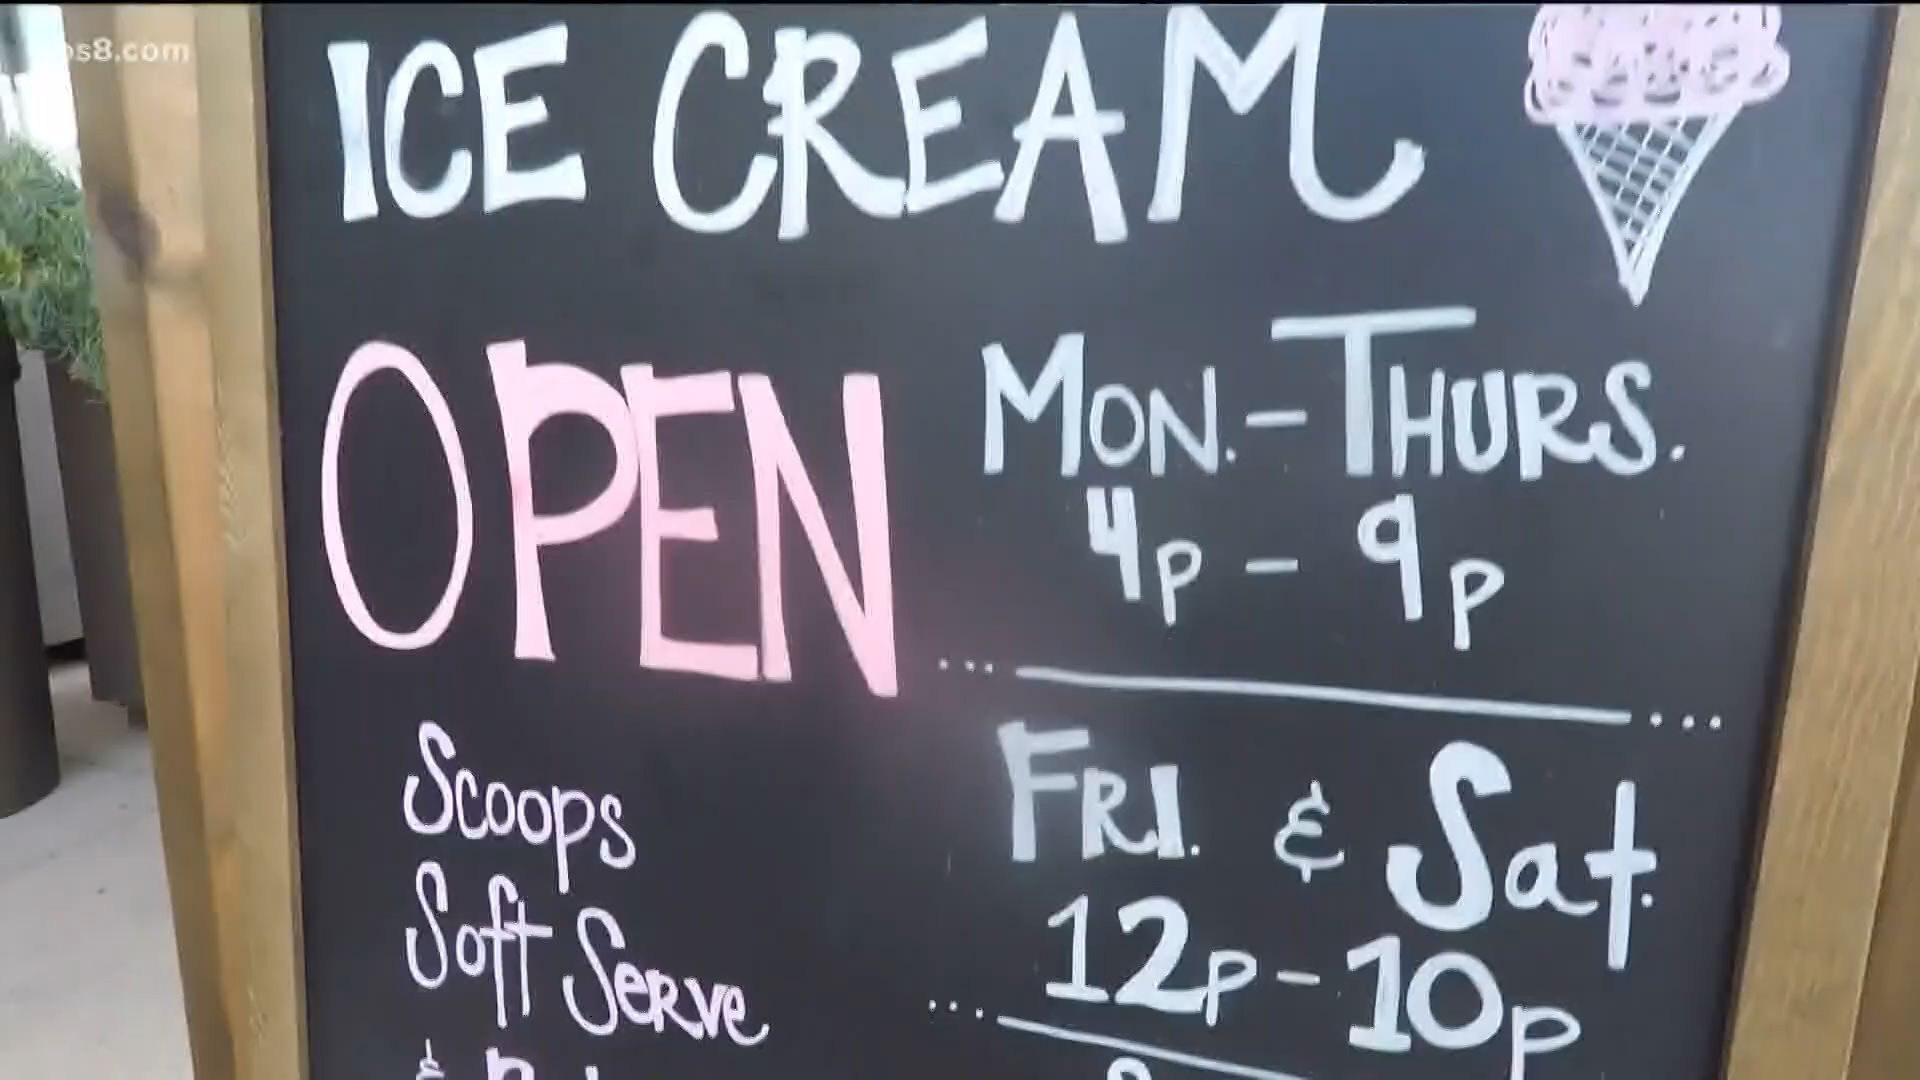 ICE CREAM
OPEN
MON.-THURS.
4P - 9P
FRI. & Sat.
12P - 10P
Scoops
Soft Serve
&